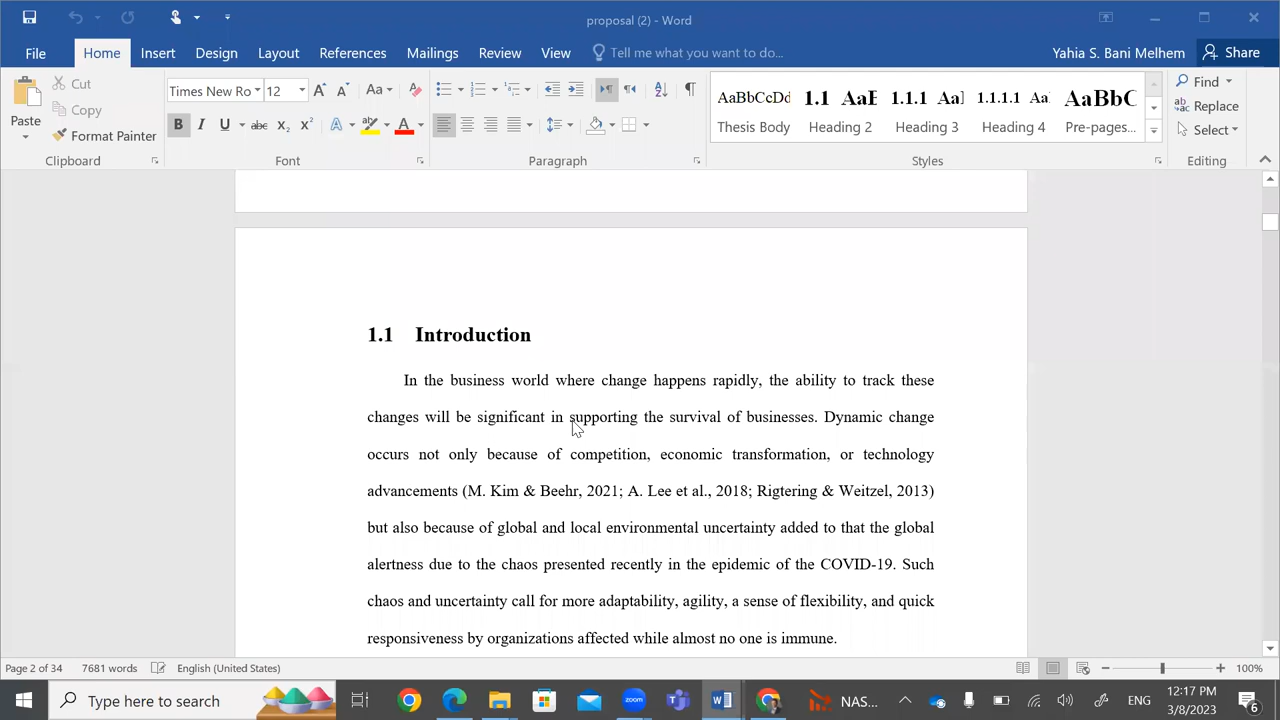 proposal (2) - Word
File
Home
Insert
Design
Layout
References
Mailings
Review
View
Tell me what you want to do...
Yahia S. Bani Melhem
Share
Paste
Cut
Copy
Format Painter
Clipboard
Times New Ro
12
Font
Paragraph
AaBbCcDd
Thesis Body
1.1 AaE
Heading 2
1.1.1 Aa
Heading 3
1.1.1.1 Aa
Heading 4
AaBbC
Pre-pages...
Styles
Find
Replace
Select
Editing
1.1 Introduction
In the business world where change happens rapidly, the ability to track these
changes will be significant in supporting the survival of businesses. Dynamic change
occurs not only because of competition, economic transformation, or technology
advancements (M. Kim & Beehr, 2021; A. Lee et al., 2018; Rigtering & Weitzel, 2013)
but also because of global and local environmental uncertainty added to that the global
alertness due to the chaos presented recently in the epidemic of the COVID-19. Such
chaos and uncertainty call for more adaptability, agility, a sense of flexibility, and quick
responsiveness by organizations affected while almost no one is immune.
Page 2 of 34
7681 words
English (United States)
100%
Type here to search
zoom
NAS...
ENG
12:17 PM
3/8/2023
6